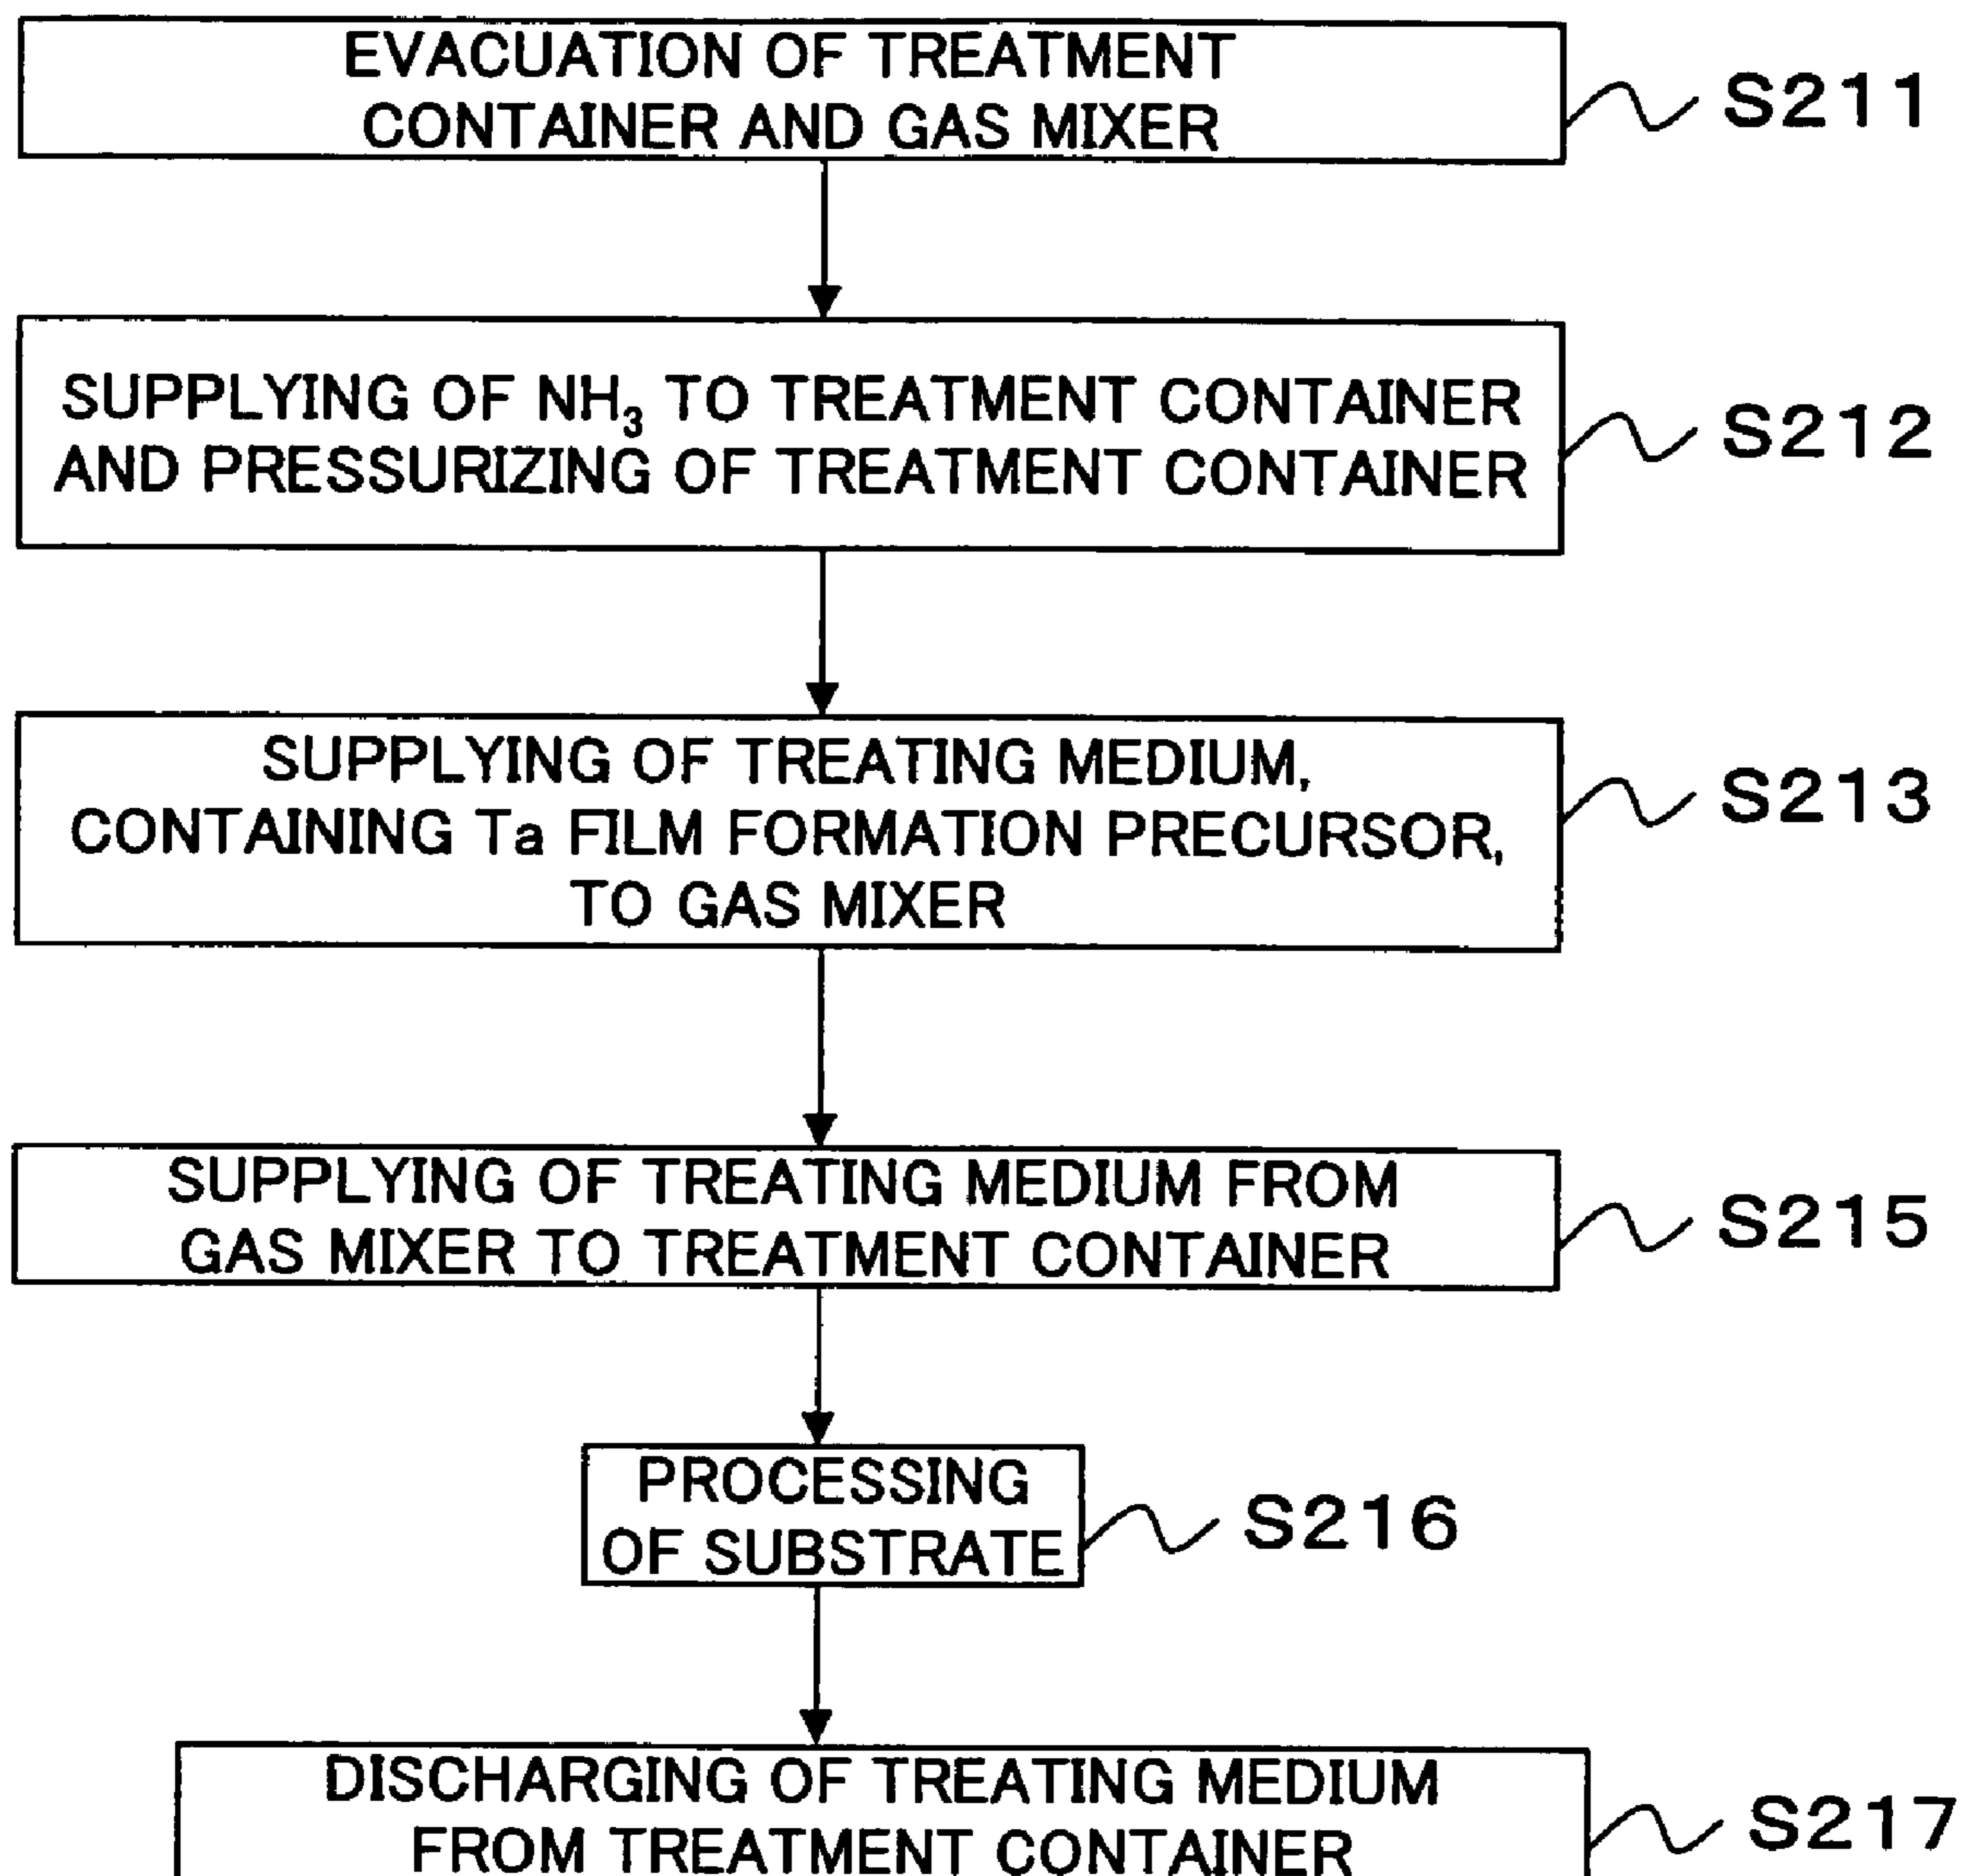 EVACUATION OF TREATMENT
CONTAINER AND GAS MIXER
S211
SUPPLYING OF NH₃ TO TREATMENT CONTAINER
AND PRESSURIZING OF TREATMENT CONTAINER
S212
SUPPLYING OF TREATING MEDIUM,
CONTAINING Ta FILM FORMATION PRECURSOR,
TO GAS MIXER
S213
SUPPLYING OF TREATING MEDIUM FROM
GAS MIXER TO TREATMENT CONTAINER
S215
PROCESSING
OF SUBSTRATE
S216
DISCHARGING OF TREATING MEDIUM
FROM TREATMENT CONTAINER
S217